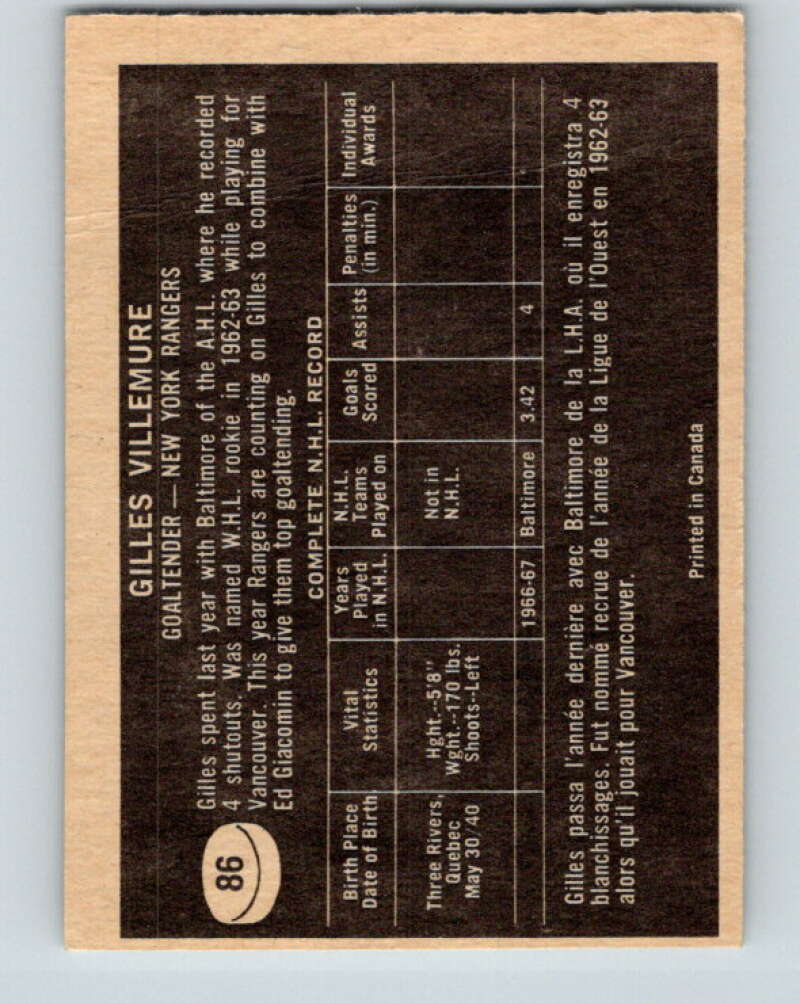 86
GILLES VILLEMURE
GOALTENDER — NEW YORK RANGERS
Gilles spent last year with Baltimore of the A.H.L. where he recorded
4 shutouts. Was named W.H.L. rookie in 1962-63 while playing for
Vancouver. This year Rangers are counting on Gilles to combine with
Ed Giacomin to give them top goaltending.
COMPLETE N.H.L. RECORD
Birth Place
Date of Birth
Vital
Statistics
Years
Played
in N.H.L.
N.H.L.
Teams
Played on
Goals
Scored
Assists
Penalties
(in min.)
Individual
Awards
Three Rivers,
Quebec
May 30/40
Hght.--5'8"
Wght.--170 lbs.
Shoots--Left
Not in
N.H.L.
1966-67 Baltimore 3.42 4
Gilles passa l'année dernière avec Baltimore de la L.H.A. où il enregistra 4
blanchissages. Fut nommé recrue de l'année de la Ligue de l'Ouest en 1962-63
alors qu'il jouait pour Vancouver.
Printed in Canada